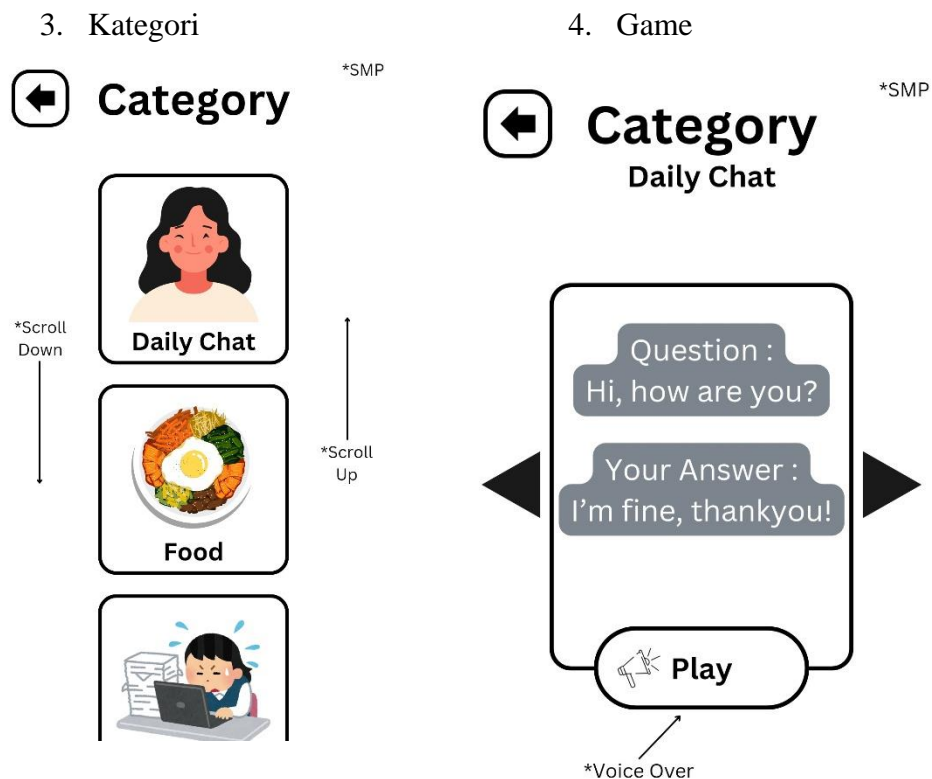 3. Kategori
*SMP
Category
Daily Chat
*Scroll
Down
*Scroll
Up
Food
4. Game
*SMP
Category
Daily Chat
Question :
Hi, how are you?
Your Answer :
I'm fine, thankyou!
Play
*Voice Over